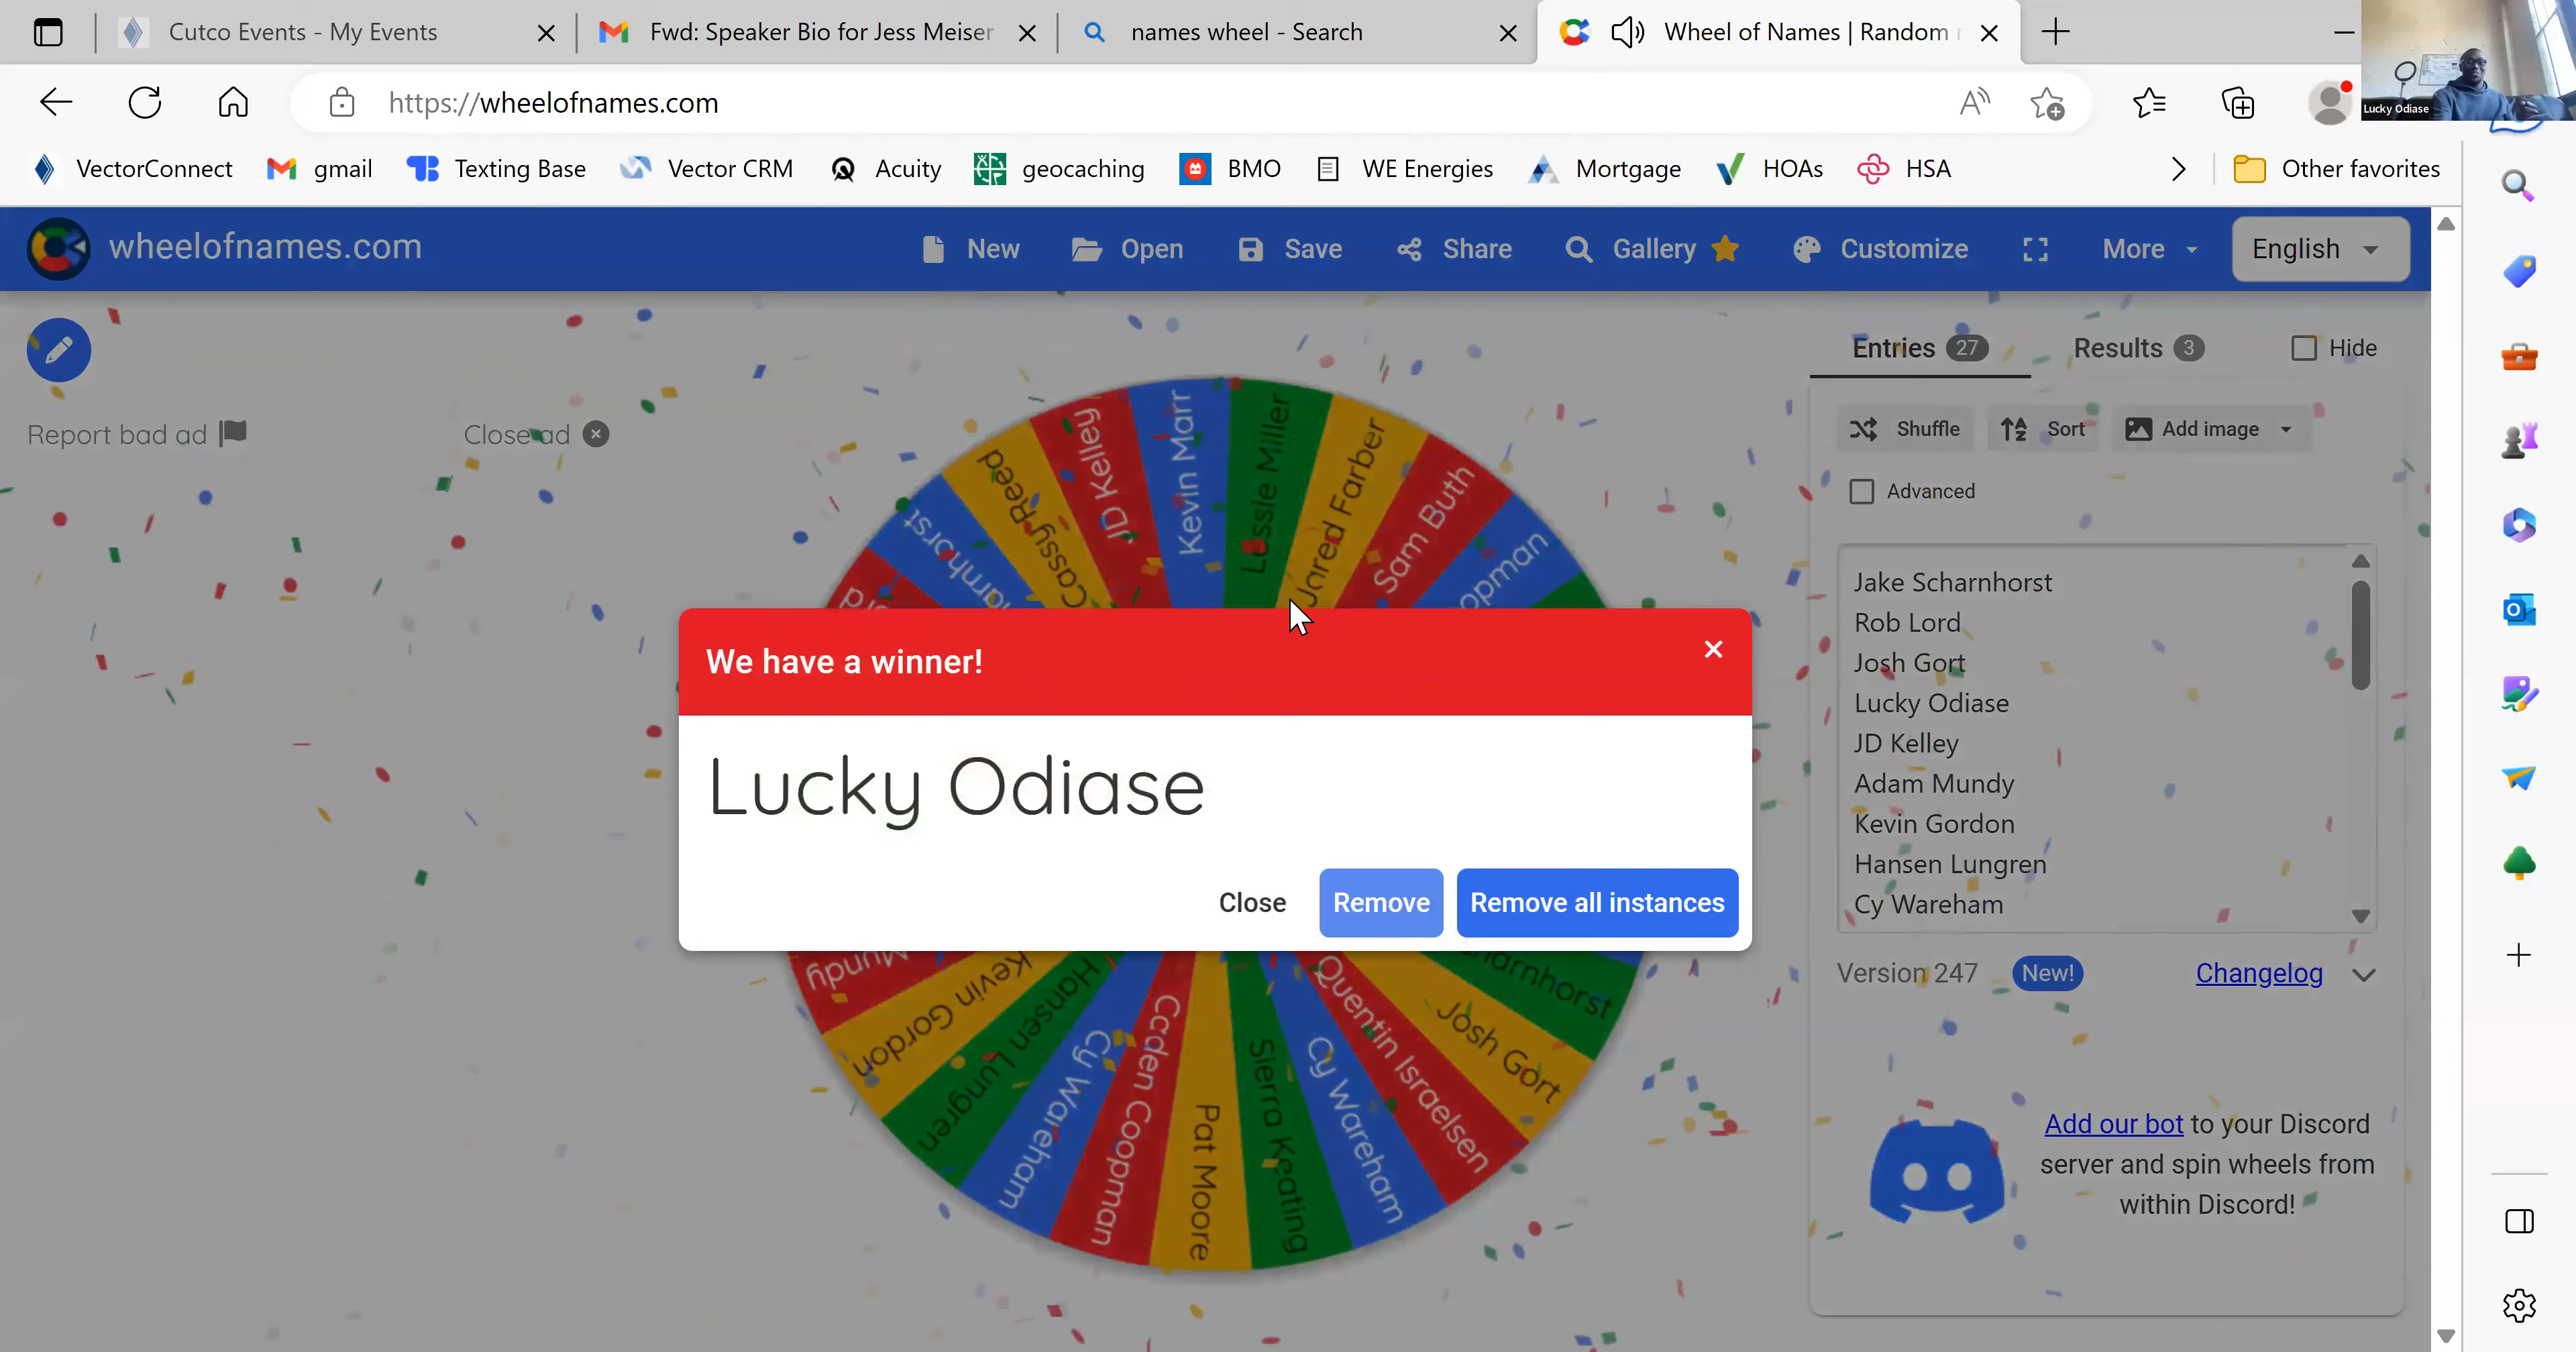 Cutco Events - My Events
Fwd: Speaker Bio for Jess Meiser
names wheel - Search
Wheel of Names | Random
Lucky Odiase
https://wheelofnames.com
VectorConnect
gmail
Texting Base
Vector CRM
Acuity
geocaching
BMO
WE Energies
Mortgage
HOAs
HSA
Other favorites
wheelofnames.com
New
Open
Save
Share
Gallery
Customize
More
English
Report bad ad
Close ad
Cassy Reed
JD Kelley
Kevin Marr
Jared Farber
Sam Buth
opman
We have a winner!
Lucky Odiase
Close
Remove
Remove all instances
Mundy
Kevin Gordon
Hansen Lungren
Cy Wareham
Caden Coopman
Pat Moore
Sierra Keating
Cy Wareham
Quentin Israelsen
Josh Gort
Entries 27
Results 3
Hide
Shuffle
Sort
Add image
Advanced
Jake Scharnhorst
Rob Lord
Josh Gort
Lucky Odiase
JD Kelley
Adam Mundy
Kevin Gordon
Hansen Lungren
Cy Wareham
Version 247
New!
Changelog
Add our bot to your Discord
server and spin wheels from
within Discord!